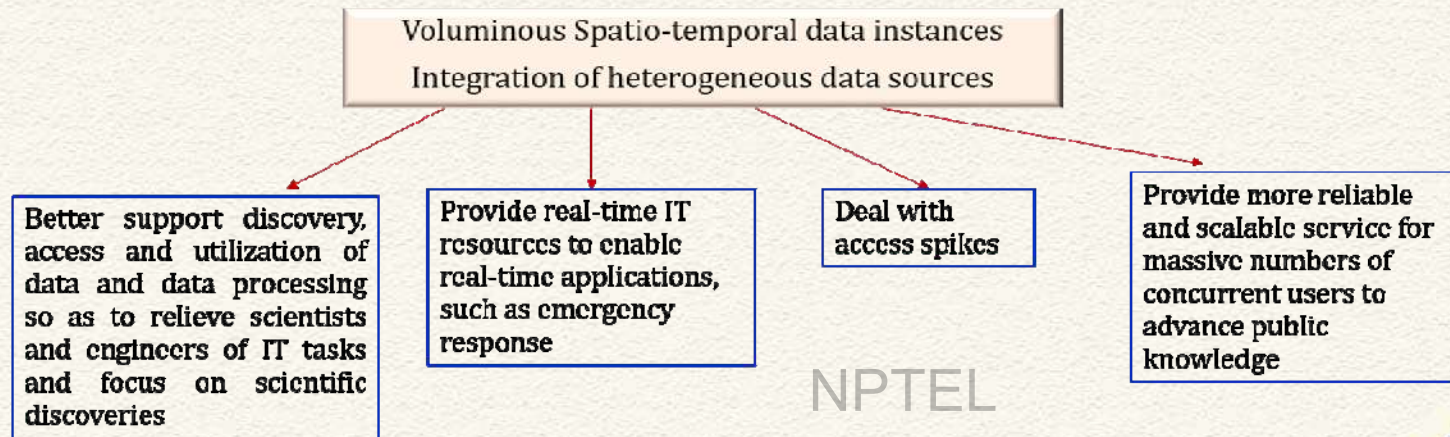 Voluminous Spatio-temporal data instances
Integration of heterogeneous data sources
Better support discovery,
access and utilization of
data and data processing
so as to relieve scientists
and engineers of IT tasks
and focus on scientific
discoveries
Provide real-time IT
resources to enable
real-time applications,
such as emergency
response
Deal with
access spikes
Provide more reliable
and scalable service for
massive numbers of
concurrent users to
advance public
knowledge
NPTEL